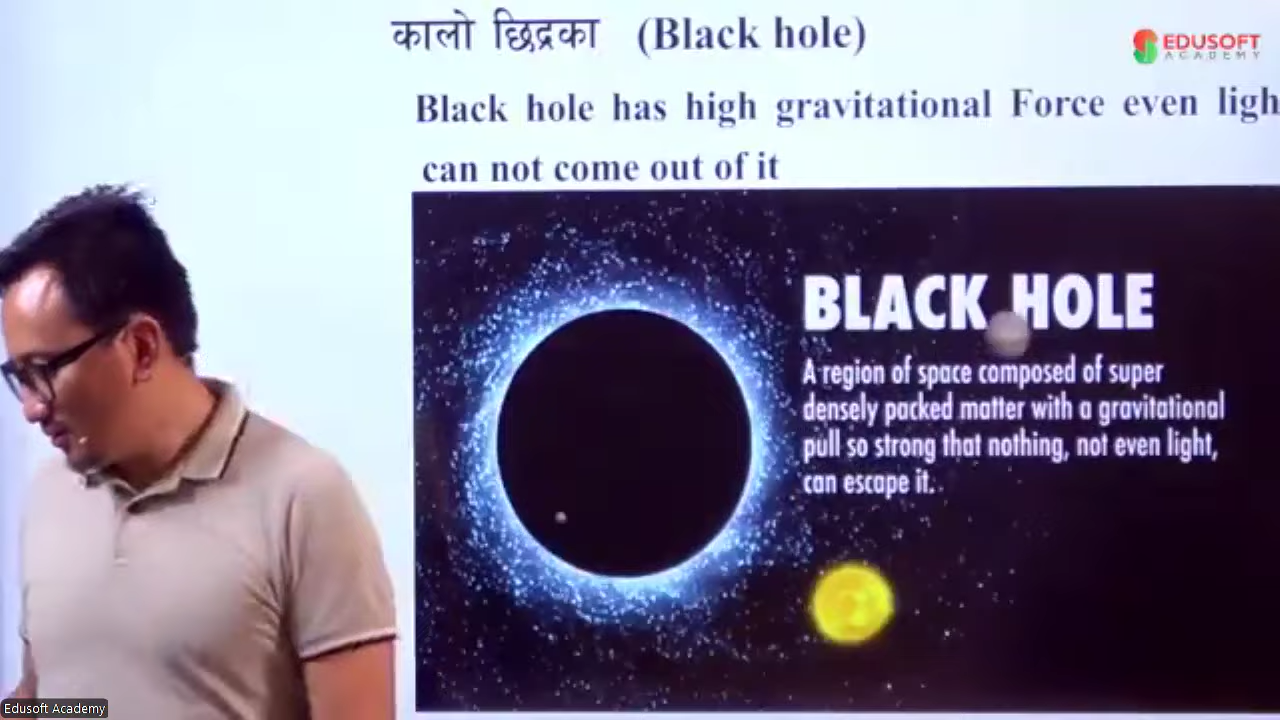 कालो छिद्रका (Black hole)
EDUSOFT
ACADEMY
Black hole has high gravitational Force even ligh
can not come out of it
BLACK HOLE
A region of space composed of super
densely packed matter with a gravitational
pull so strong that nothing, not even light,
can escape it.
Edusoft Academy